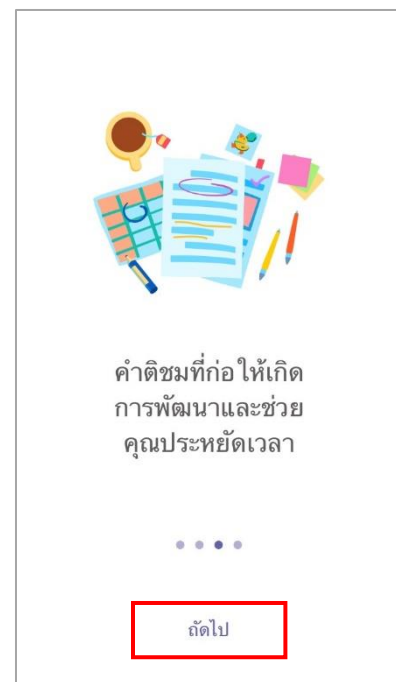 คำติชมที่ก่อให้เกิด
การพัฒนาและช่วย
คุณประหยัดเวลา
ถัดไป